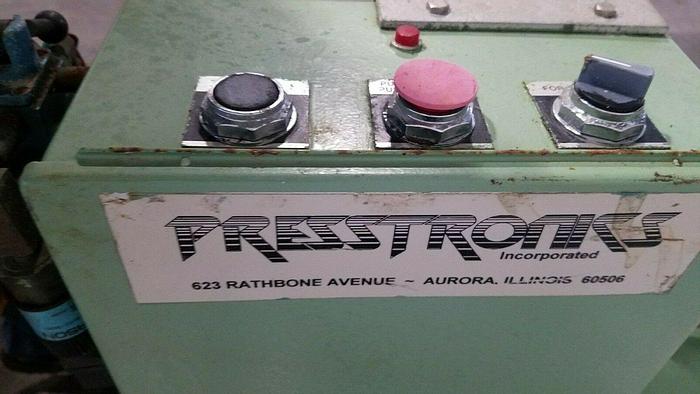 PRESSTRONICS
Incorporated
623 RATHBONE AVENUE ~ AURORA, ILLINOIS 60506